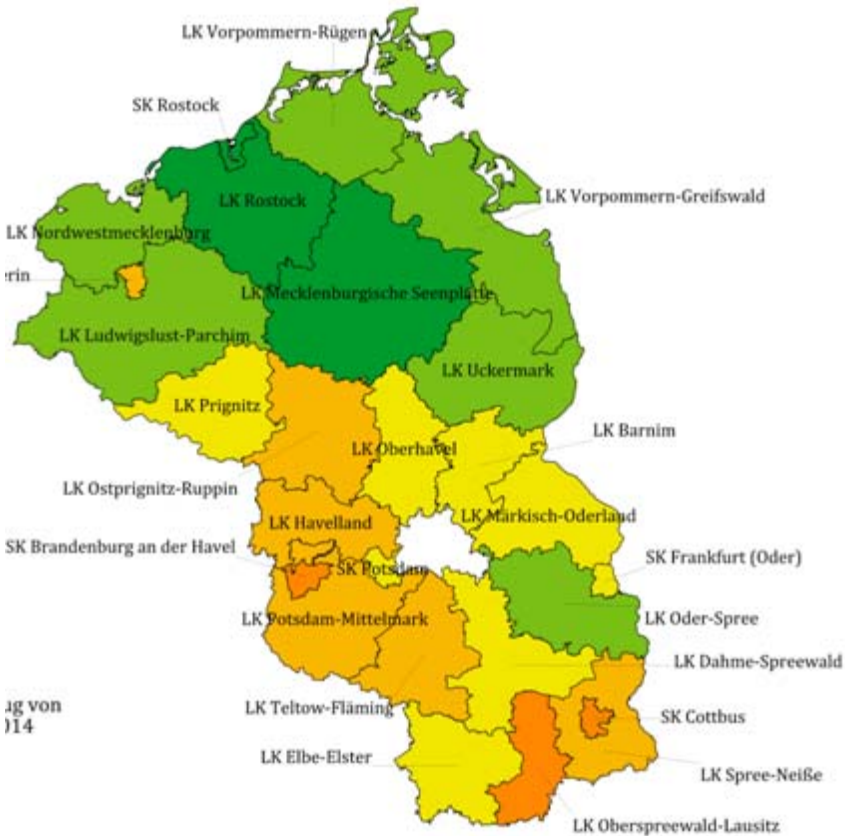 LK Vorpommern-Rügen
SK Rostock
LK Rostock
LK Vorpommern-Greifswald
LK Nordwestmecklenburg
erin
LK Mecklenburgische Seenplatte
LK Ludwigslust-Parchim
LK Uckermark
LK Prignitz
LK Barnim
LK Oberhavel
LK Ostprignitz-Ruppin
LK Havelland
LK Märkisch-Oderland
SK Brandenburg an der Havel
SK Frankfurt (Oder)
SK Potsdam
LK Potsdam-Mittelmark
LK Oder-Spree
LK Dahme-Spreewald
ug von
014
LK Teltow-Fläming
SK Cottbus
LK Elbe-Elster
LK Spree-Neiße
LK Oberspreewald-Lausitz